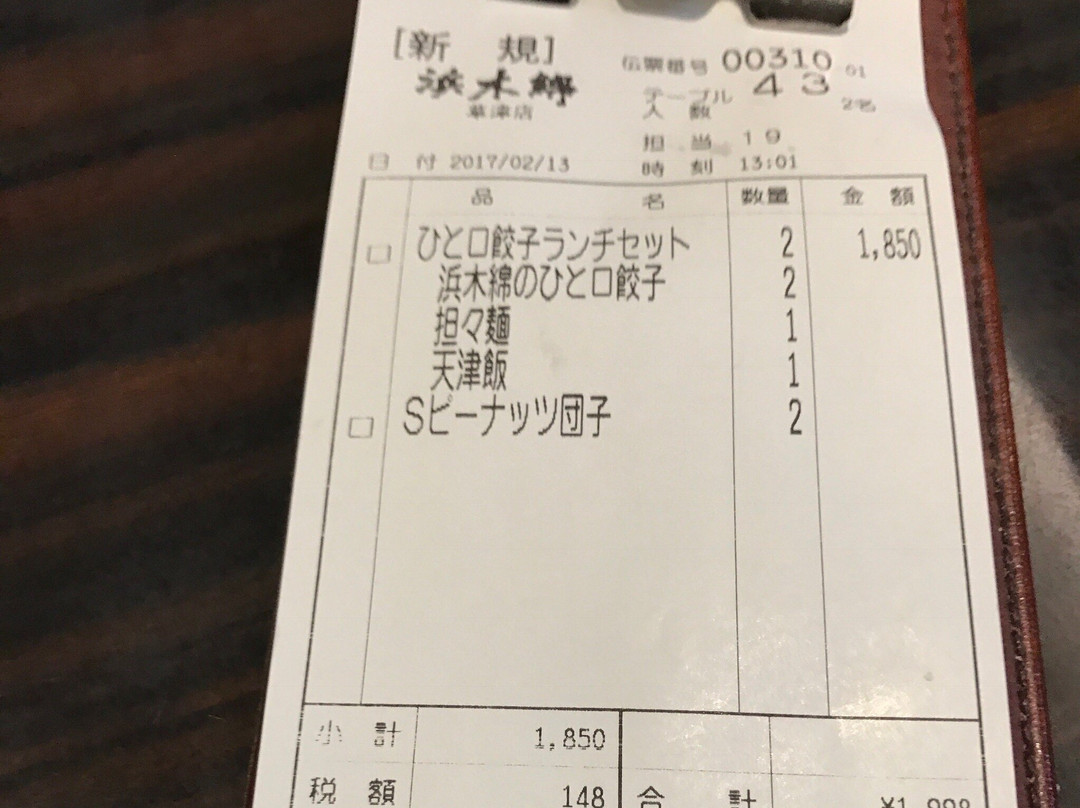 [新 規]
浜木綿
草津店
伝票番号 00310 01
テーブル 43
人 数 2名
担 当 19
日 付 2017/02/13 時 刻 13:01
品 名 数量 金 額
□ ひと口餃子ランチセット 2 1,850
浜木綿のひと口餃子 2
担々麺 1
天津飯 1
□ Sピーナッツ団子 2
小 計 1,850
税 額 148 合 計 ¥1,998